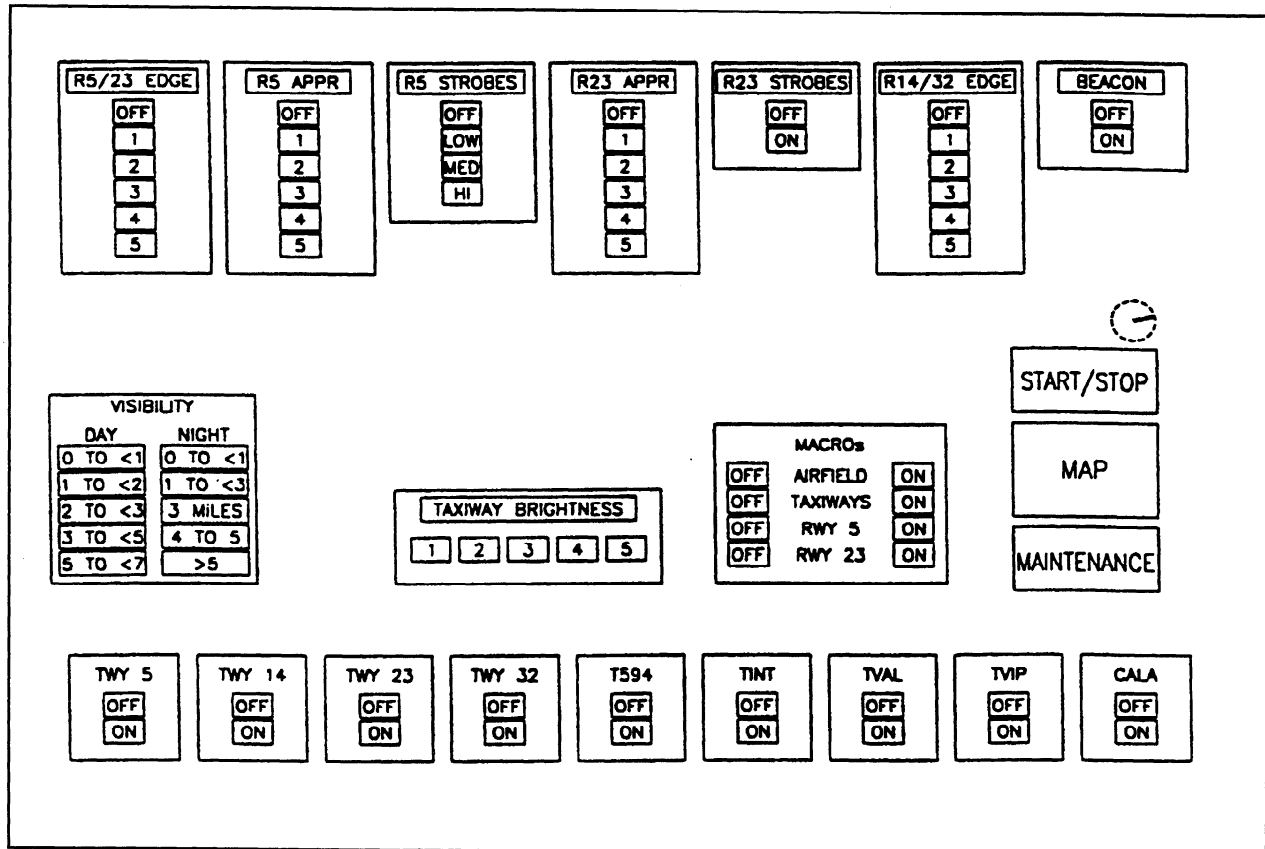 R5/23 EDGE
OFF
1
2
3
4
5
R5 APPR
OFF
1
2
3
4
5
R5 STROBES
OFF
LOW
MED
HI
R23 APPR
OFF
1
2
3
4
5
R23 STROBES
OFF
ON
R14/32 EDGE
OFF
1
2
3
4
5
BEACON
OFF
ON
START/STOP
MAP
MAINTENANCE
VISIBILITY
DAY NIGHT
0 TO <1 0 TO <1
1 TO <2 1 TO <3
2 TO <3 3 MILES
3 TO <5 4 TO 5
5 TO <7 >5
TAXIWAY BRIGHTNESS
1 2 3 4 5
MACROs
OFF AIRFIELD ON
OFF TAXIWAYS ON
OFF RWY 5 ON
OFF RWY 23 ON
TWY 5
OFF
ON
TWY 14
OFF
ON
TWY 23
OFF
ON
TWY 32
OFF
ON
T594
OFF
ON
TINT
OFF
ON
TVAL
OFF
ON
TVIP
OFF
ON
CALA
OFF
ON